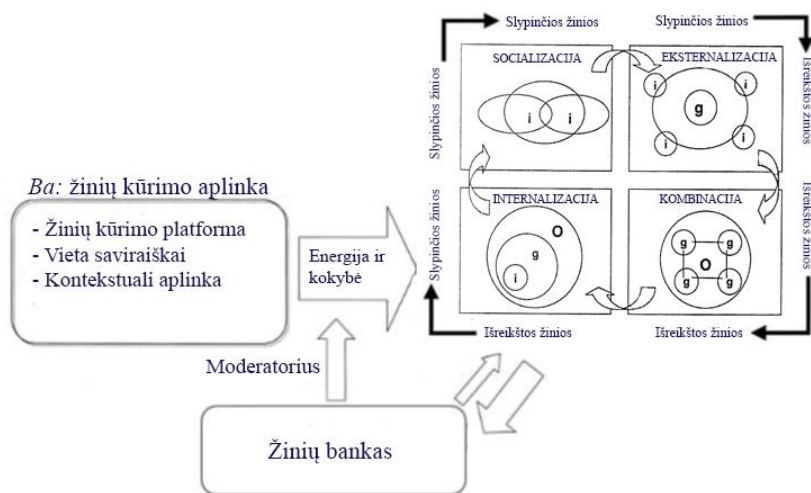 Slypinčios žinios
Slypinčios žinios
SOCIALIZACIJA
EKSTERNALIZACIJA
Slypinčios žinios
Išreikštos žinios
i
i
i
i
g
i
i
Ba: žinių kūrimo aplinka
- Žinių kūrimo platforma
- Vieta saviraiškai
- Kontekstuali aplinka
Energija ir
kokybė
INTERNALIZACIJA
KOMBINACIJA
Slypinčios žinios
Išreikštos žinios
O
g
i
g
g
O
g
g
Išreikštos žinios
Išreikštos žinios
Moderatorius
Žinių bankas